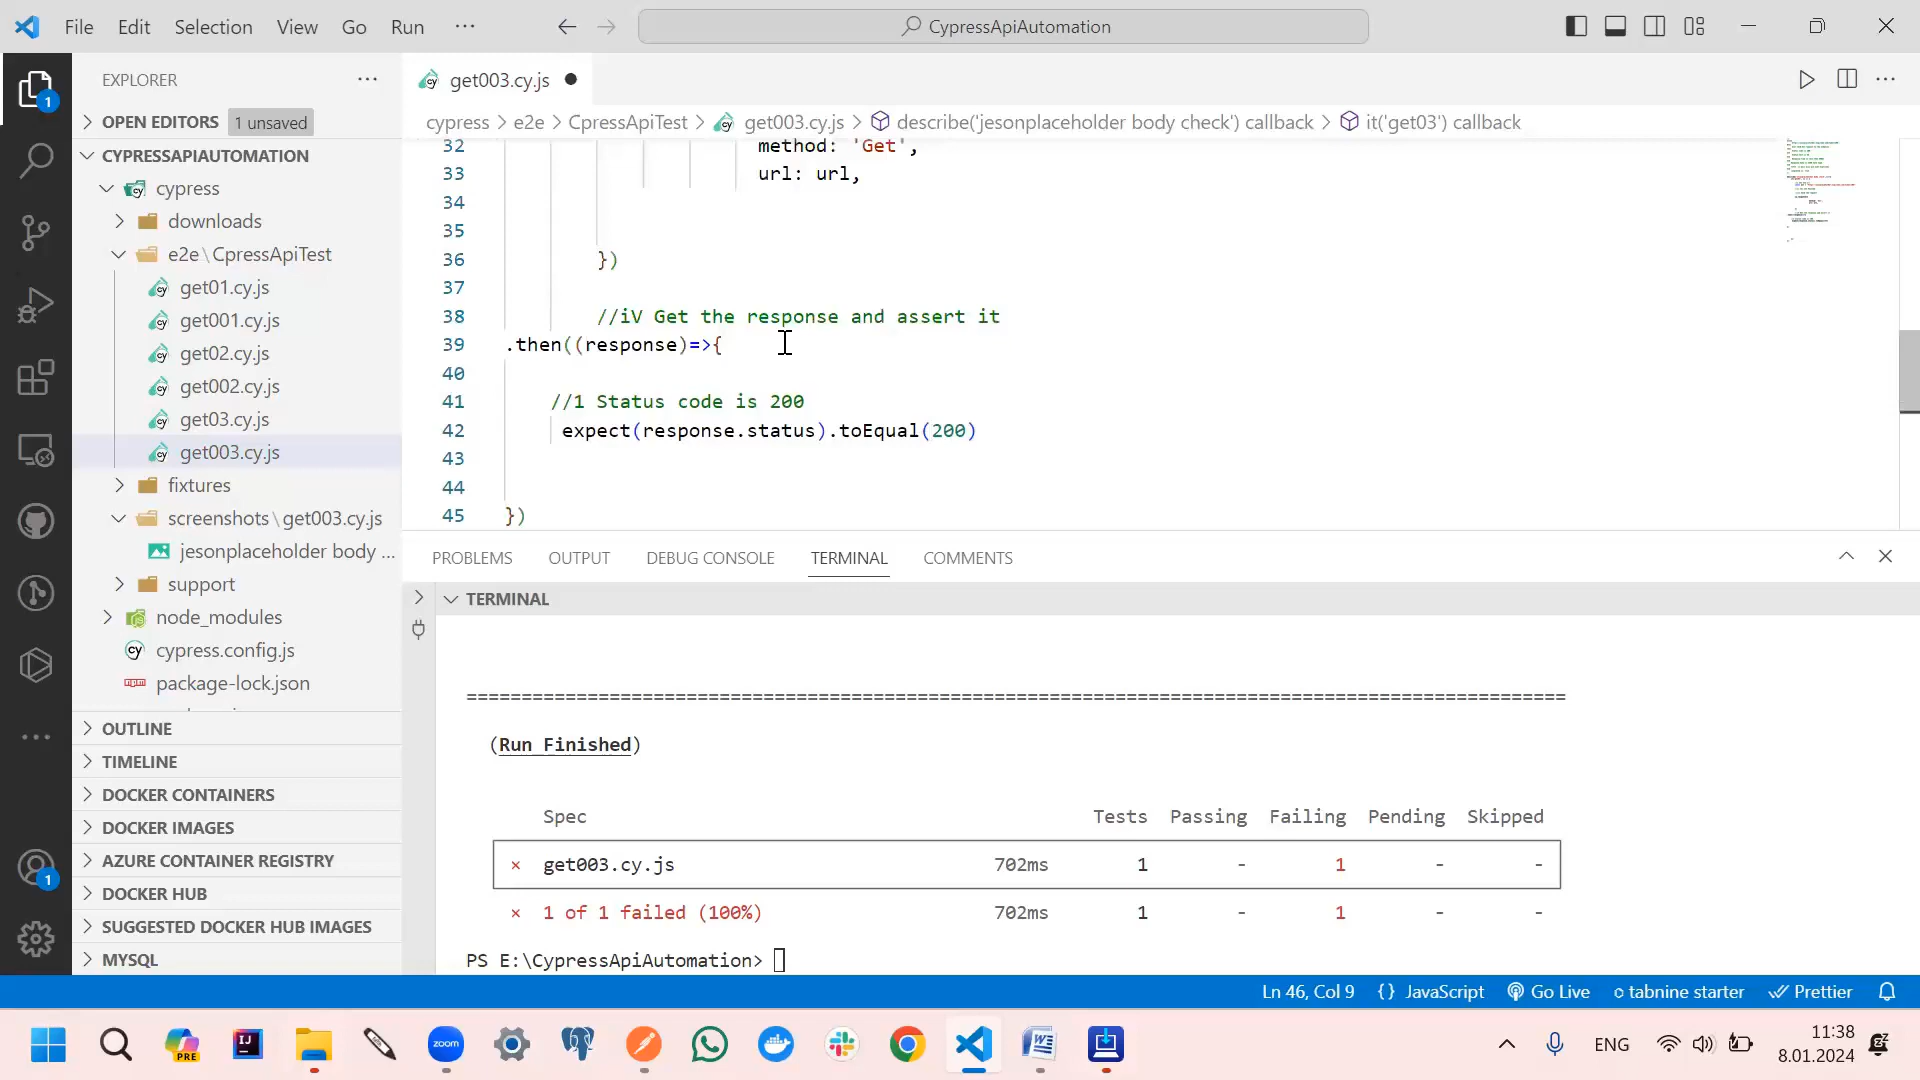 File Edit Selection View Go Run ··· CypressApiAutomation
EXPLORER ···
OPEN EDITORS 1 unsaved
CYPRESSAPIAUTOMATION
cypress
downloads
e2e\CpressApiTest
get01.cy.js
get001.cy.js
get02.cy.js
get002.cy.js
get03.cy.js
get003.cy.js
fixtures
screenshots\get003.cy.js
jesonplaceholder body ...
support
node_modules
cypress.config.js
package-lock.json
OUTLINE
TIMELINE
DOCKER CONTAINERS
DOCKER IMAGES
AZURE CONTAINER REGISTRY
DOCKER HUB
SUGGESTED DOCKER HUB IMAGES
MYSQL
get003.cy.js
cypress > e2e > CpressApiTest > get003.cy.js > describe('jesonplaceholder body check') callback > it('get03') callback
32 method: 'Get',
33 url: url,
34
35
36 })
37
38 //iV Get the response and assert it
39 .then((response)=>{
40
41 //1 Status code is 200
42 expect(response.status).toEqual(200)
43
44
45 })
PROBLEMS OUTPUT DEBUG CONSOLE TERMINAL COMMENTS
TERMINAL
====================================================================================================
(Run Finished)
Spec Tests Passing Failing Pending Skipped
× get003.cy.js 702ms 1 - 1 - -
× 1 of 1 failed (100%) 702ms 1 - 1 - -
PS E:\CypressApiAutomation>
Ln 46, Col 9 {} JavaScript Go Live tabnine starter Prettier
1
1
PRE
IJ
zoom
ENG
11:38
8.01.2024